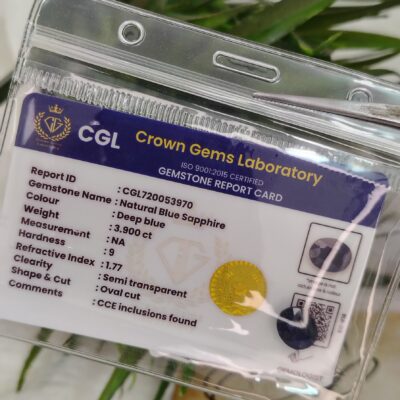 CGL
Crown Gems Laboratory
ISO 9001:2015 CERTIFIED
GEMSTONE REPORT CARD
Report ID : CGL720053970
Gemstone Name : Natural Blue Sapphire
Colour : Deep blue
Weight : 3,900 ct
Measurement : NA
Hardness : 9
Refractive Index : 1.77
Clarity : Semi transparent
Shape & Cut : Oval cut
Comments : CCE inclusions found
GEMOLOGIST